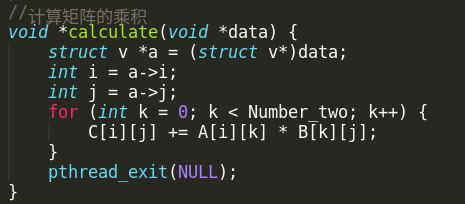 //计算矩阵的乘积
void *calculate(void *data) {
    struct v *a = (struct v*)data;
    int i = a->i;
    int j = a->j;
    for (int k = 0; k < Number_two; k++) {
        C[i][j] += A[i][k] * B[k][j];
    }
    pthread_exit(NULL);
}